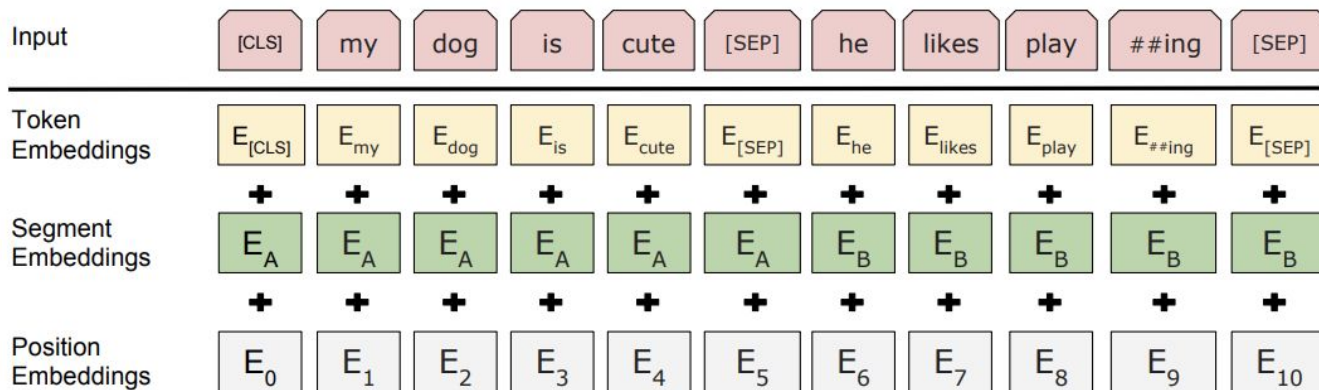 Input [CLS] my dog is cute [SEP] he likes play ##ing [SEP]
Token
Embeddings E[CLS] Emy Edog Eis Ecute E[SEP] Ehe Elikes Eplay E##ing E[SEP]
+ + + + + + + + + + +
Segment
Embeddings EA EA EA EA EA EA EB EB EB EB EB
+ + + + + + + + + + +
Position
Embeddings E0 E1 E2 E3 E4 E5 E6 E7 E8 E9 E10